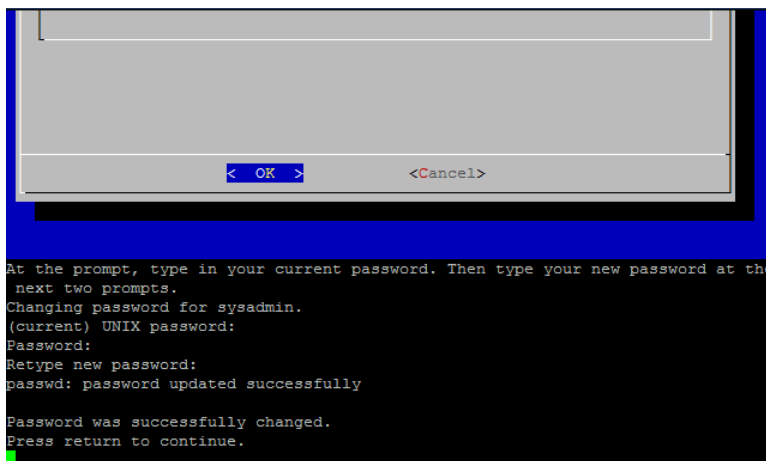 < OK > <Cancel>
At the prompt, type in your current password. Then type your new password at the
next two prompts.
Changing password for sysadmin.
(current) UNIX password:
Password:
Retype new password:
passwd: password updated successfully
Password was successfully changed.
Press return to continue.